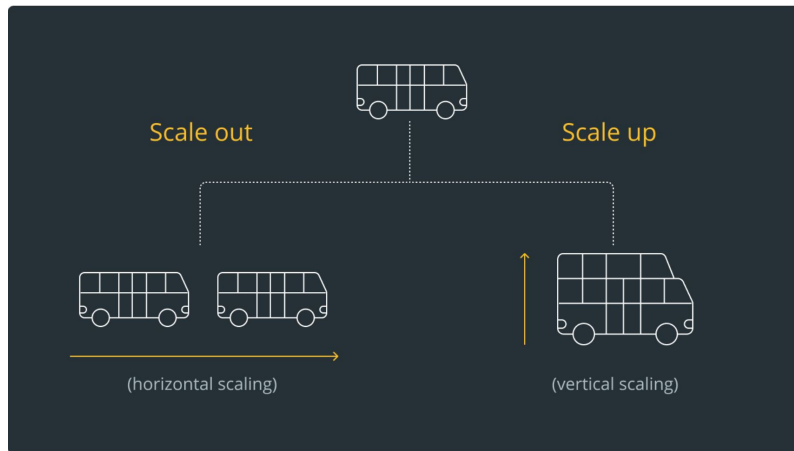 Scale out
Scale up
(horizontal scaling)
(vertical scaling)